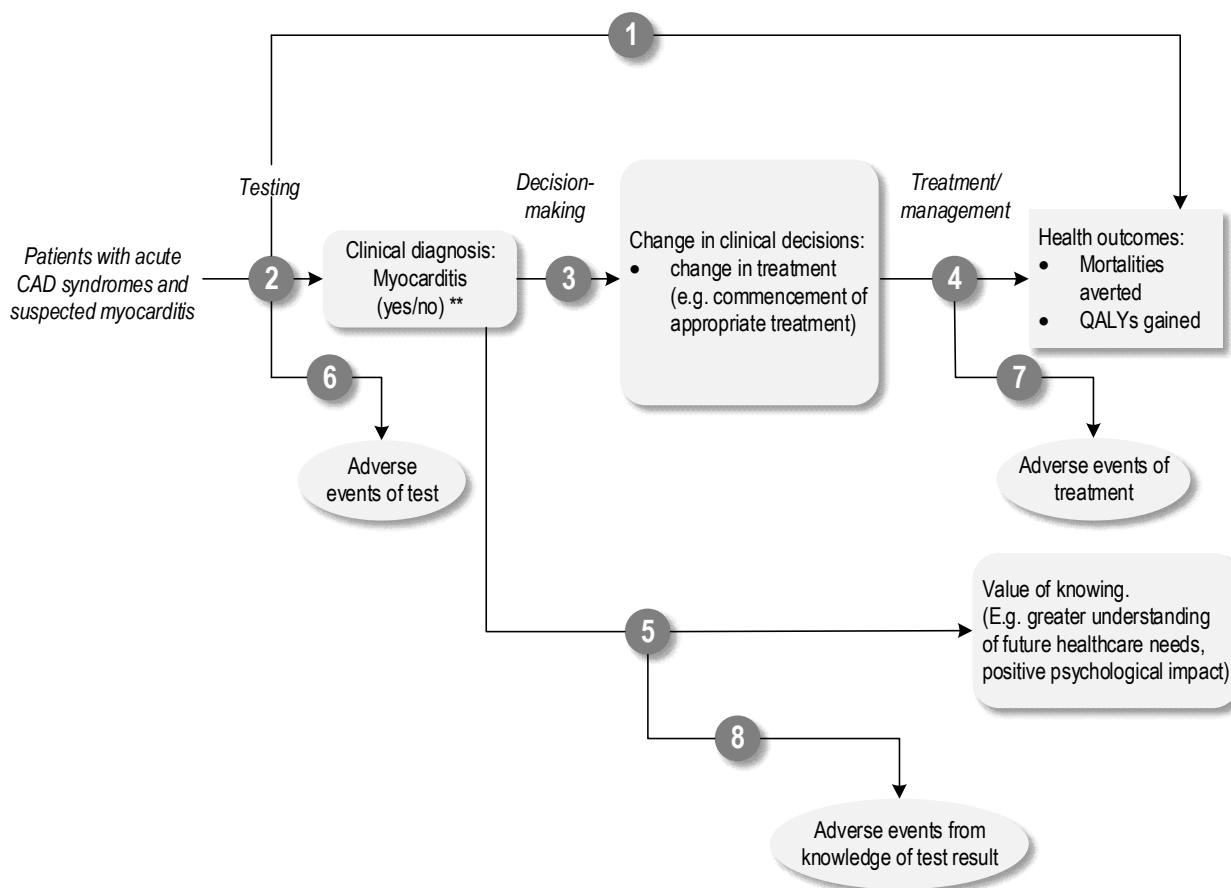 1
Testing
Decision-
making
Treatment/
management
Patients with acute
CAD syndromes and
suspected myocarditis
2
Clinical diagnosis:
Myocarditis
(yes/no) **
3
Change in clinical decisions:
• change in treatment
(e.g. commencement of
appropriate treatment)
4
Health outcomes:
• Mortalities
averted
• QALYs gained
6
7
Adverse
events of test
Adverse events of
treatment
5
Value of knowing.
(E.g. greater understanding
of future healthcare needs,
positive psychological impact)
8
Adverse events from
knowledge of test result